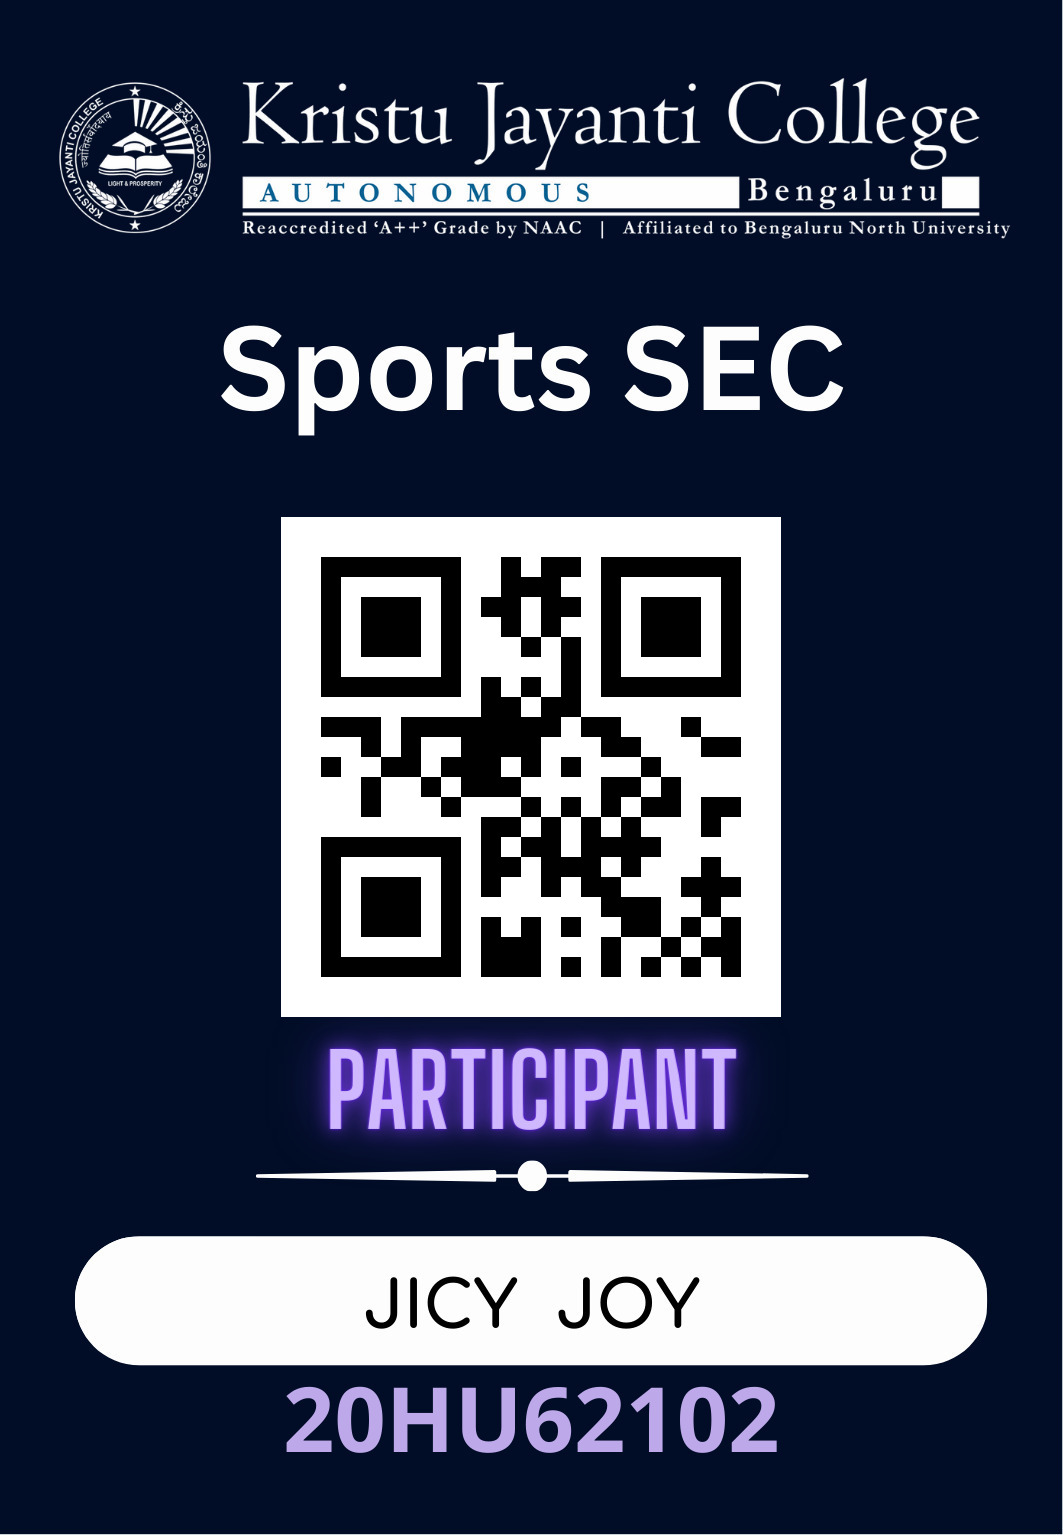 KRISTU JAYANTI COLLEGE
ಕ್ರಿಸ್ತು ಜಯಂತಿ ಕಾಲೇಜು
LIGHT & PROSPERITY
Kristu Jayanti College
AUTONOMOUS Bengaluru
Reaccredited ‘A++’ Grade by NAAC | Affiliated to Bengaluru North University
Sports SEC
PARTICIPANT
JICY JOY
20HU62102